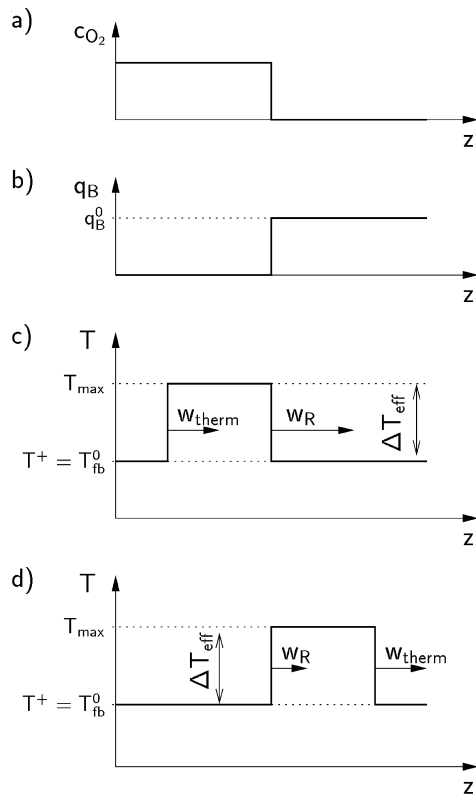 a)
c_O₂
z
b)
q_B
q_B^0
z
c)
T
T_max
w_therm
w_R
ΔT_eff
T⁺ = T_fb^0
z
d)
T
T_max
ΔT_eff
w_R
w_therm
T⁺ = T_fb^0
z